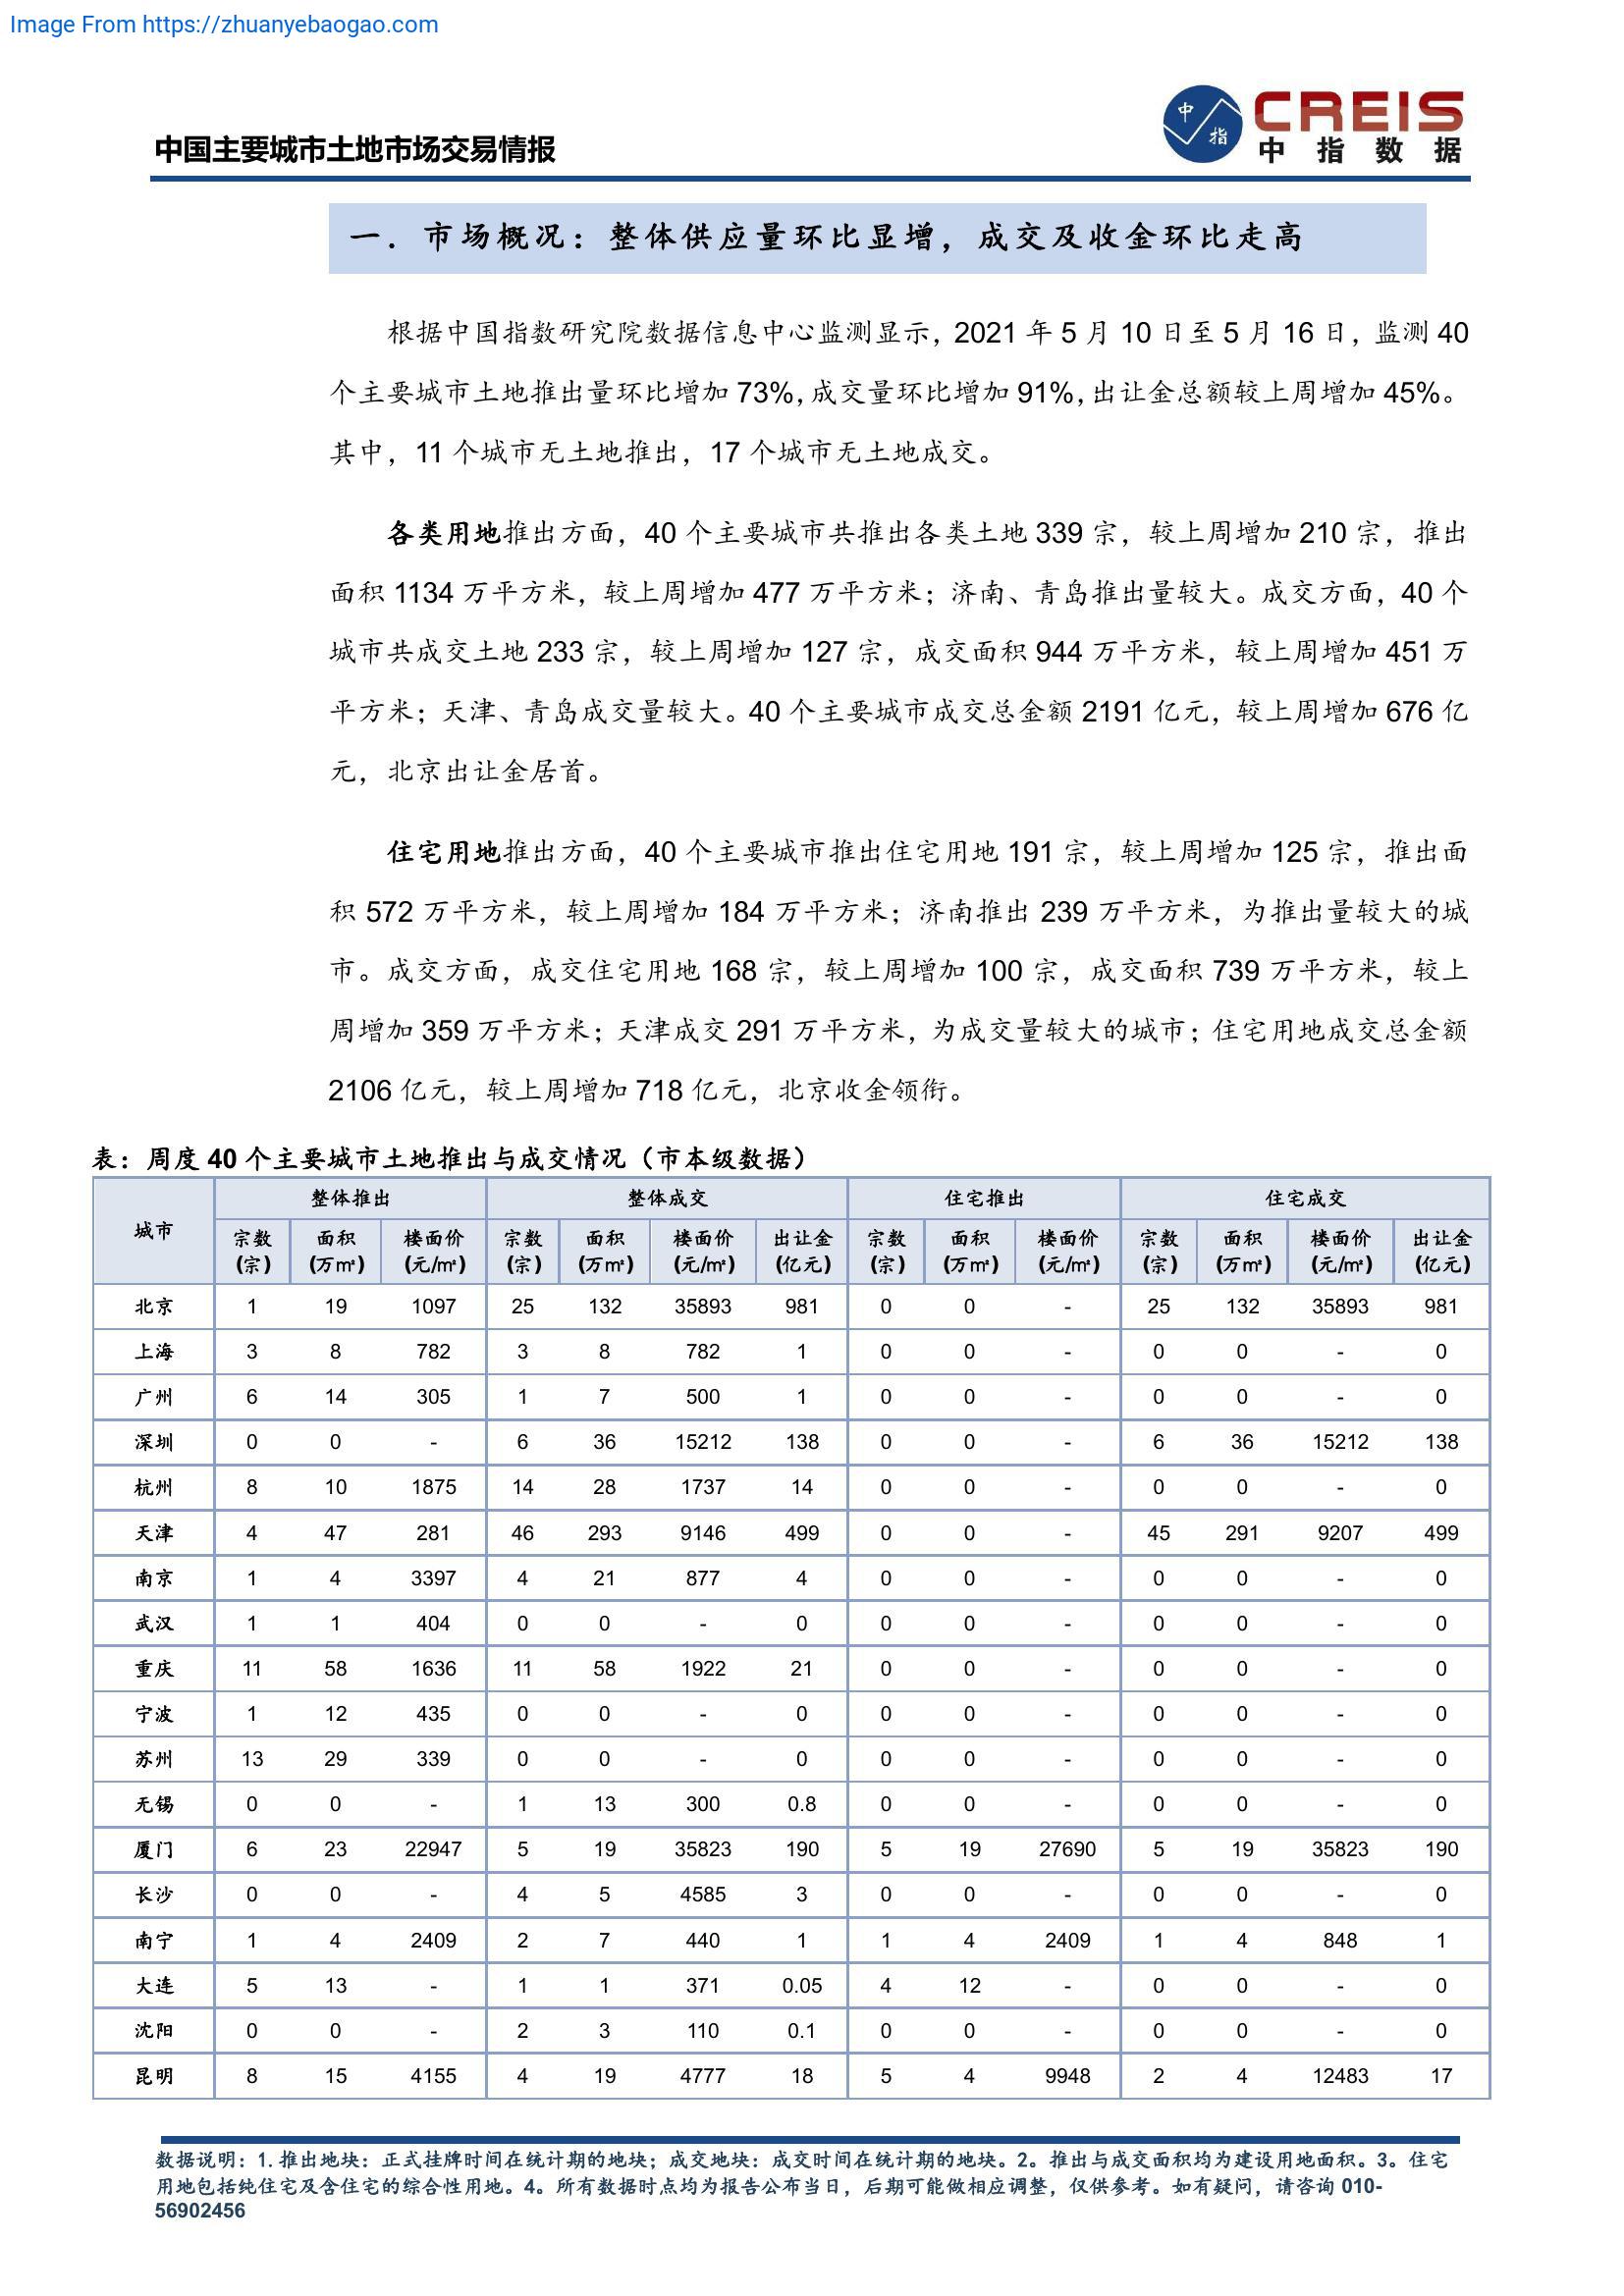 Image From https://zhuanyebaogao.com
中国主要城市土地市场交易情报
中 指
CREIS
中 指 数 据
一. 市场概况：整体供应量环比显增，成交及收金环比走高
根据中国指数研究院数据信息中心监测显示，2021 年 5 月 10 日至 5 月 16 日，监测 40
个主要城市土地推出量环比增加 73%，成交量环比增加 91%，出让金总额较上周增加 45%。
其中，11 个城市无土地推出，17 个城市无土地成交。
各类用地推出方面，40 个主要城市共推出各类土地 339 宗，较上周增加 210 宗，推出
面积 1134 万平方米，较上周增加 477 万平方米；济南、青岛推出量较大。成交方面，40 个
城市共成交土地 233 宗，较上周增加 127 宗，成交面积 944 万平方米，较上周增加 451 万
平方米；天津、青岛成交量较大。40 个主要城市成交总金额 2191 亿元，较上周增加 676 亿
元，北京出让金居首。
住宅用地推出方面，40 个主要城市推出住宅用地 191 宗，较上周增加 125 宗，推出面
积 572 万平方米，较上周增加 184 万平方米；济南推出 239 万平方米，为推出量较大的城
市。成交方面，成交住宅用地 168 宗，较上周增加 100 宗，成交面积 739 万平方米，较上
周增加 359 万平方米；天津成交 291 万平方米，为成交量较大的城市；住宅用地成交总金额
2106 亿元，较上周增加 718 亿元，北京收金领衔。
表：周度 40 个主要城市土地推出与成交情况（市本级数据）
城市 整体推出 整体成交 住宅推出 住宅成交
宗数 面积 楼面价 宗数 面积 楼面价 出让金 宗数 面积 楼面价 宗数 面积 楼面价 出让金
(宗) (万㎡) (元/㎡) (宗) (万㎡) (元/㎡) (亿元) (宗) (万㎡) (元/㎡) (宗) (万㎡) (元/㎡) (亿元)
北京 1 19 1097 25 132 35893 981 0 0 - 25 132 35893 981
上海 3 8 782 3 8 782 1 0 0 - 0 0 - 0
广州 6 14 305 1 7 500 1 0 0 - 0 0 - 0
深圳 0 0 - 6 36 15212 138 0 0 - 6 36 15212 138
杭州 8 10 1875 14 28 1737 14 0 0 - 0 0 - 0
天津 4 47 281 46 293 9146 499 0 0 - 45 291 9207 499
南京 1 4 3397 4 21 877 4 0 0 - 0 0 - 0
武汉 1 1 404 0 0 - 0 0 0 - 0 0 - 0
重庆 11 58 1636 11 58 1922 21 0 0 - 0 0 - 0
宁波 1 12 435 0 0 - 0 0 0 - 0 0 - 0
苏州 13 29 339 0 0 - 0 0 0 - 0 0 - 0
无锡 0 0 - 1 13 300 0.8 0 0 - 0 0 - 0
厦门 6 23 22947 5 19 35823 190 5 19 27690 5 19 35823 190
长沙 0 0 - 4 5 4585 3 0 0 - 0 0 - 0
南宁 1 4 2409 2 7 440 1 1 4 2409 1 4 848 1
大连 5 13 - 1 1 371 0.05 4 12 - 0 0 - 0
沈阳 0 0 - 2 3 110 0.1 0 0 - 0 0 - 0
昆明 8 15 4155 4 19 4777 18 5 4 9948 2 4 12483 17
数据说明：1. 推出地块：正式挂牌时间在统计期的地块；成交地块：成交时间在统计期的地块。2。推出与成交面积均为建设用地面积。3。住宅
用地包括纯住宅及含住宅的综合性用地。4。所有数据时点均为报告公布当日，后期可能做相应调整，仅供参考。如有疑问，请咨询 010-
56902456